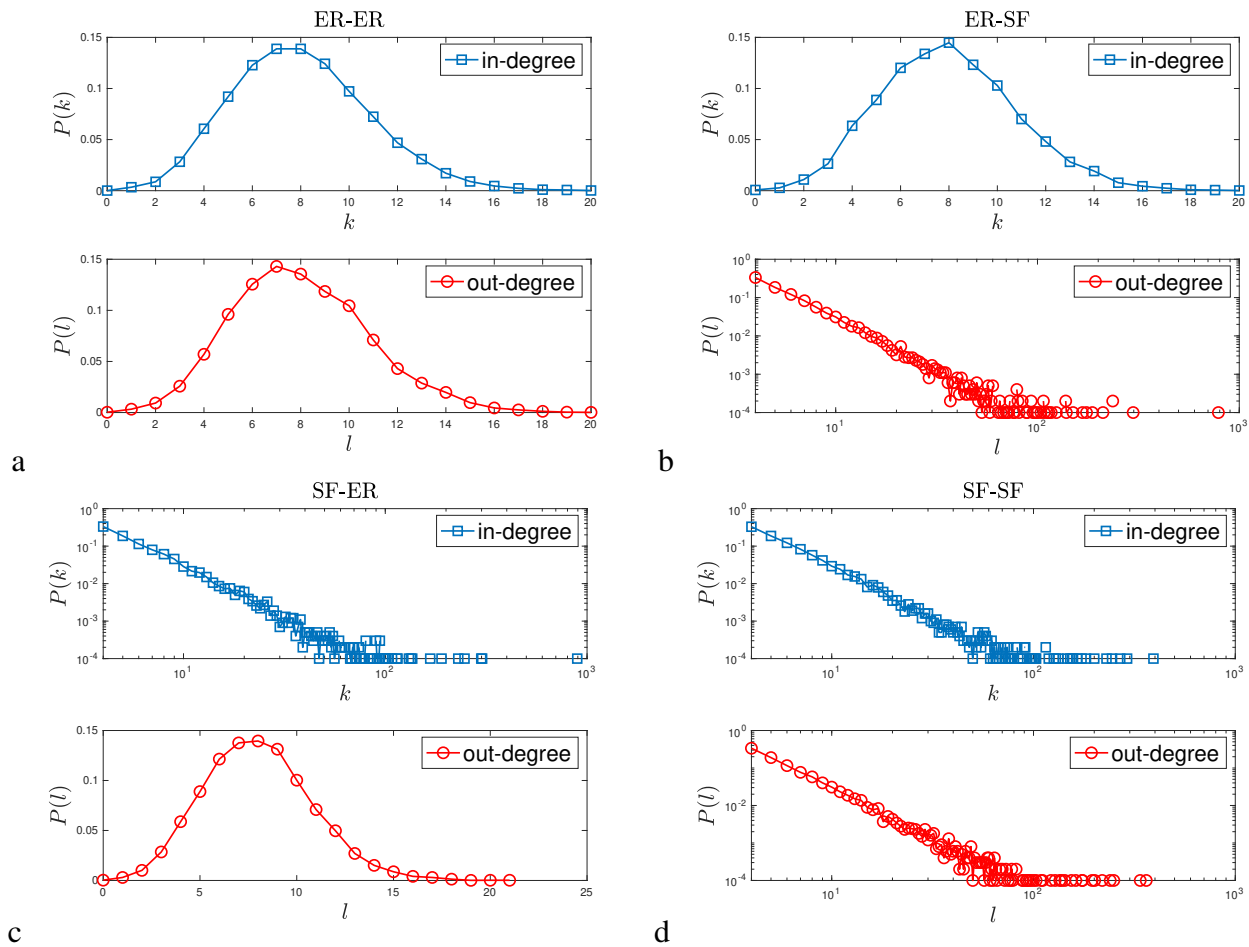 ER-ER
in-degree
P(k)
0.15
0.1
0.05
0
0 2 4 6 8 10 12 14 16 18 20
k
out-degree
P(l)
0.15
0.1
0.05
0
0 2 4 6 8 10 12 14 16 18 20
l
a
ER-SF
in-degree
P(k)
0.15
0.1
0.05
0
0 2 4 6 8 10 12 14 16 18 20
k
out-degree
P(l)
10^0
10^-1
10^-2
10^-3
10^-4
10^1 10^2 10^3
l
b
SF-ER
in-degree
P(k)
10^0
10^-1
10^-2
10^-3
10^-4
10^1 10^2 10^3
k
out-degree
P(l)
0.15
0.1
0.05
0
0 5 10 15 20 25
l
c
SF-SF
in-degree
P(k)
10^0
10^-1
10^-2
10^-3
10^-4
10^1 10^2 10^3
k
out-degree
P(l)
10^0
10^-2
10^-4
10^1 10^2 10^3
l
d